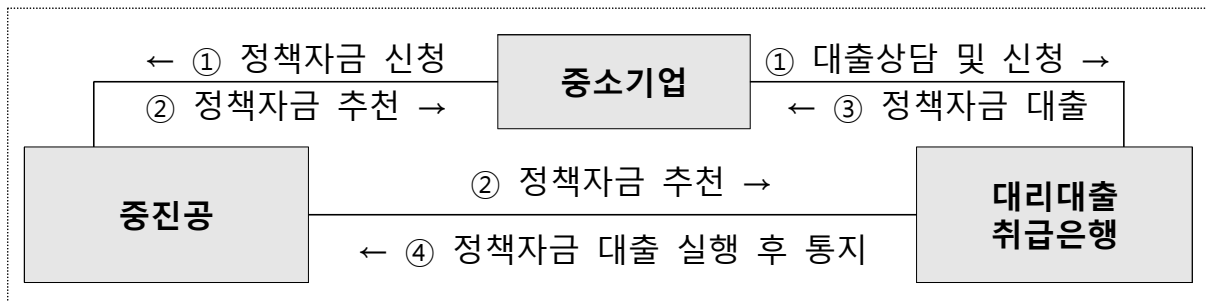 ← ① 정책자금 신청
② 정책자금 추천 →
중소기업
① 대출상담 및 신청 →
← ③ 정책자금 대출
중진공
② 정책자금 추천 →
← ④ 정책자금 대출 실행 후 통지
대리대출
취급은행